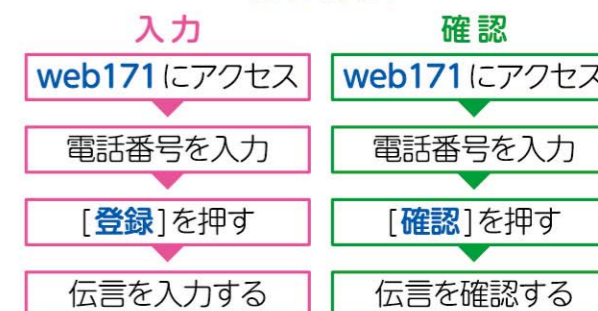 入力
web171にアクセス
電話番号を入力
[登録]を押す
伝言を入力する
確認
web171にアクセス
電話番号を入力
[確認]を押す
伝言を確認する